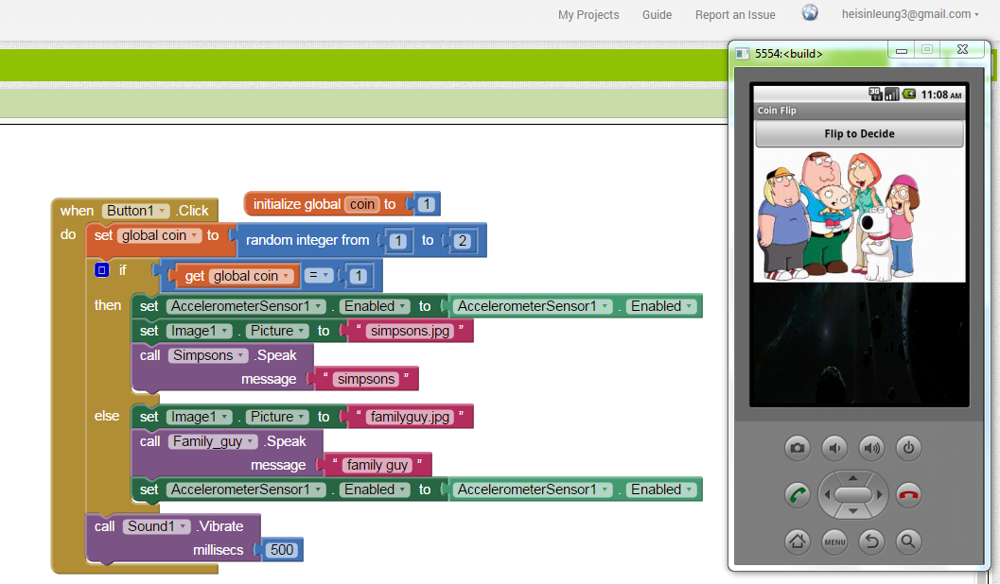 My Projects Guide Report an Issue heisinleung3@gmail.com
5554:<build>
3G 11:08 AM
Coin Flip
Flip to Decide
initialize global coin to 1
when Button1 .Click
do set global coin to random integer from 1 to 2
if get global coin = 1
then set AccelerometerSensor1 . Enabled to AccelerometerSensor1 . Enabled
set Image1 . Picture to " simpsons.jpg "
call Simpsons .Speak
message " simpsons "
else set Image1 . Picture to " familyguy.jpg "
call Family_guy .Speak
message " family guy "
set AccelerometerSensor1 . Enabled to AccelerometerSensor1 . Enabled
call Sound1 .Vibrate
millisecs 500
MENU